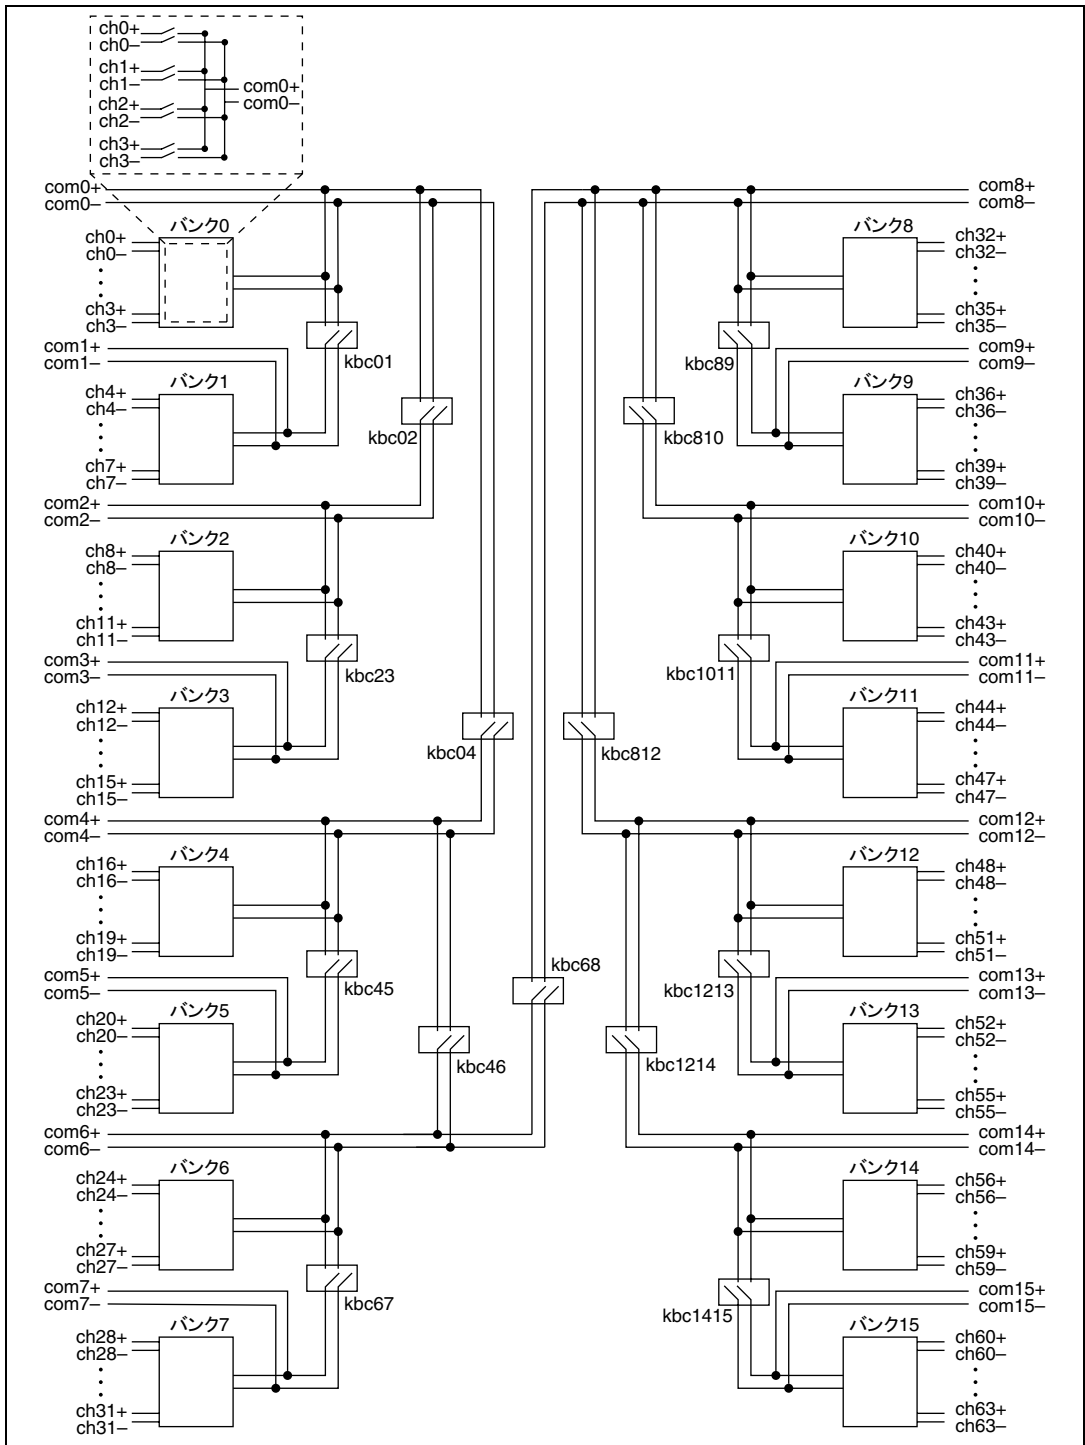 ch0+
ch0–
ch1+
ch1–
com0+
com0–
ch2+
ch2–
ch3+
ch3–
com0+
com0–
バンク0
ch0+
ch0–
ch3+
ch3–
kbc01
com1+
com1–
バンク1
ch4+
ch4–
ch7+
ch7–
kbc02
com2+
com2–
バンク2
ch8+
ch8–
ch11+
ch11–
kbc23
com3+
com3–
バンク3
ch12+
ch12–
ch15+
ch15–
kbc04
com4+
com4–
バンク4
ch16+
ch16–
ch19+
ch19–
kbc45
com5+
com5–
バンク5
ch20+
ch20–
ch23+
ch23–
kbc46
kbc68
com6+
com6–
バンク6
ch24+
ch24–
ch27+
ch27–
kbc67
com7+
com7–
バンク7
ch28+
ch28–
ch31+
ch31–
com8+
com8–
バンク8
ch32+
ch32–
ch35+
ch35–
kbc89
com9+
com9–
バンク9
ch36+
ch36–
ch39+
ch39–
kbc810
com10+
com10–
バンク10
ch40+
ch40–
ch43+
ch43–
kbc1011
com11+
com11–
バンク11
ch44+
ch44–
ch47+
ch47–
kbc812
com12+
com12–
バンク12
ch48+
ch48–
ch51+
ch51–
kbc1213
com13+
com13–
バンク13
ch52+
ch52–
ch55+
ch55–
kbc1214
com14+
com14–
バンク14
ch56+
ch56–
ch59+
ch59–
kbc1415
com15+
com15–
バンク15
ch60+
ch60–
ch63+
ch63–